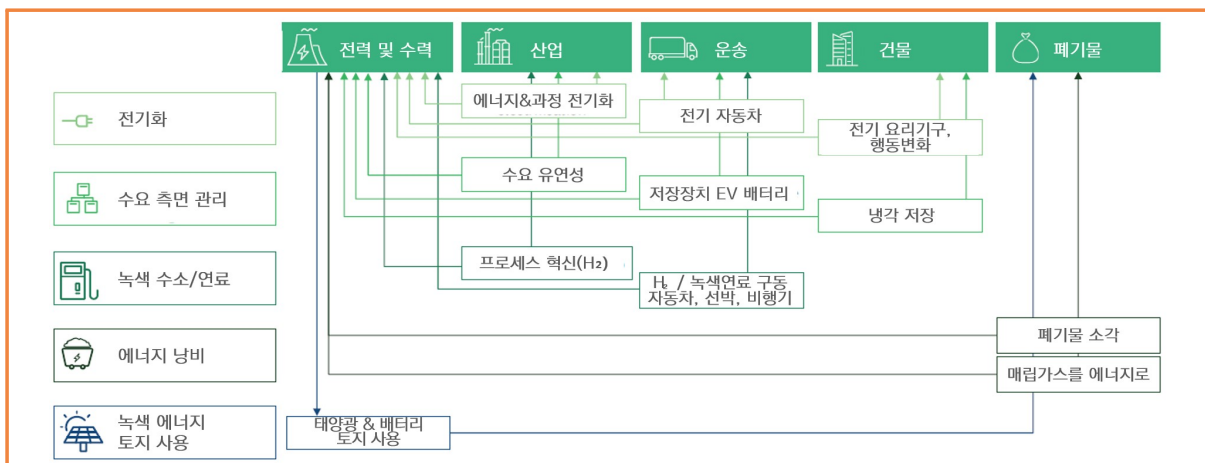 전력 및 수력
산업
운송
건물
폐기물
전기화
에너지&과정 전기화
전기 자동차
전기 요리기구,
행동변화
수요 측면 관리
수요 유연성
저장장치 EV 배터리
냉각 저장
녹색 수소/연료
프로세스 혁신(H₂)
H₂ / 녹색연료 구동
자동차, 선박, 비행기
에너지 낭비
폐기물 소각
매립가스를 에너지로
녹색 에너지
토지 사용
태양광 & 배터리
토지 사용